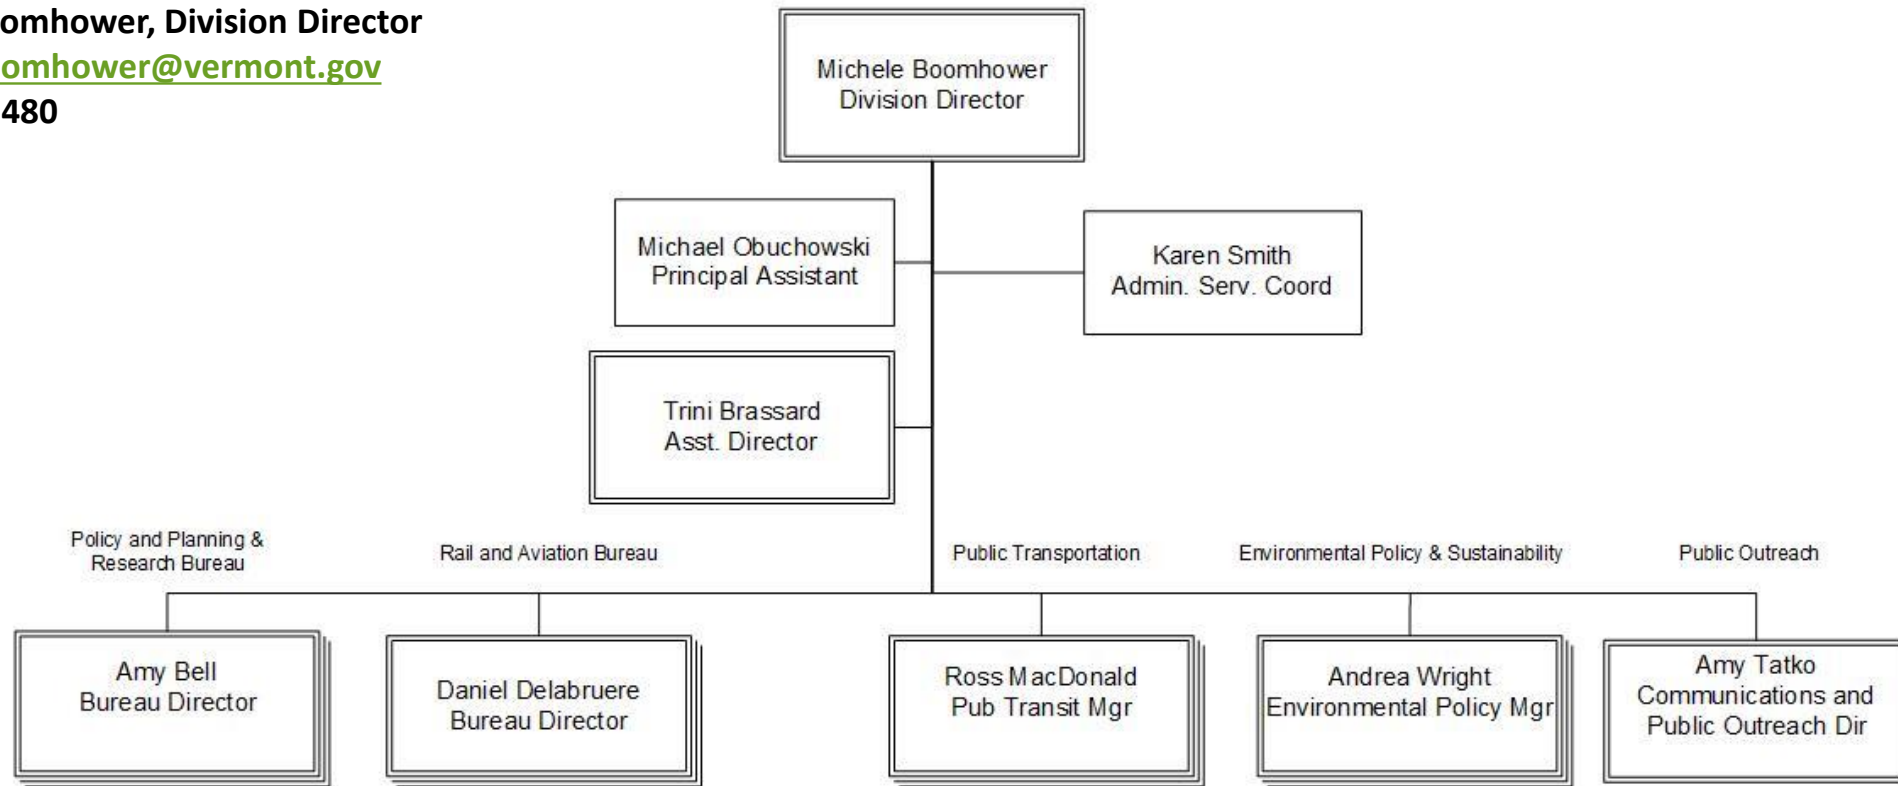 omhower, Division Director
omhower@vermont.gov
480
Michele Boomhower
Division Director
Michael Obuchowski
Principal Assistant
Karen Smith
Admin. Serv. Coord
Trini Brassard
Asst. Director
Policy and Planning &
Research Bureau
Rail and Aviation Bureau
Public Transportation
Environmental Policy & Sustainability
Public Outreach
Amy Bell
Bureau Director
Daniel Delabruere
Bureau Director
Ross MacDonald
Pub Transit Mgr
Andrea Wright
Environmental Policy Mgr
Amy Tatko
Communications and
Public Outreach Dir